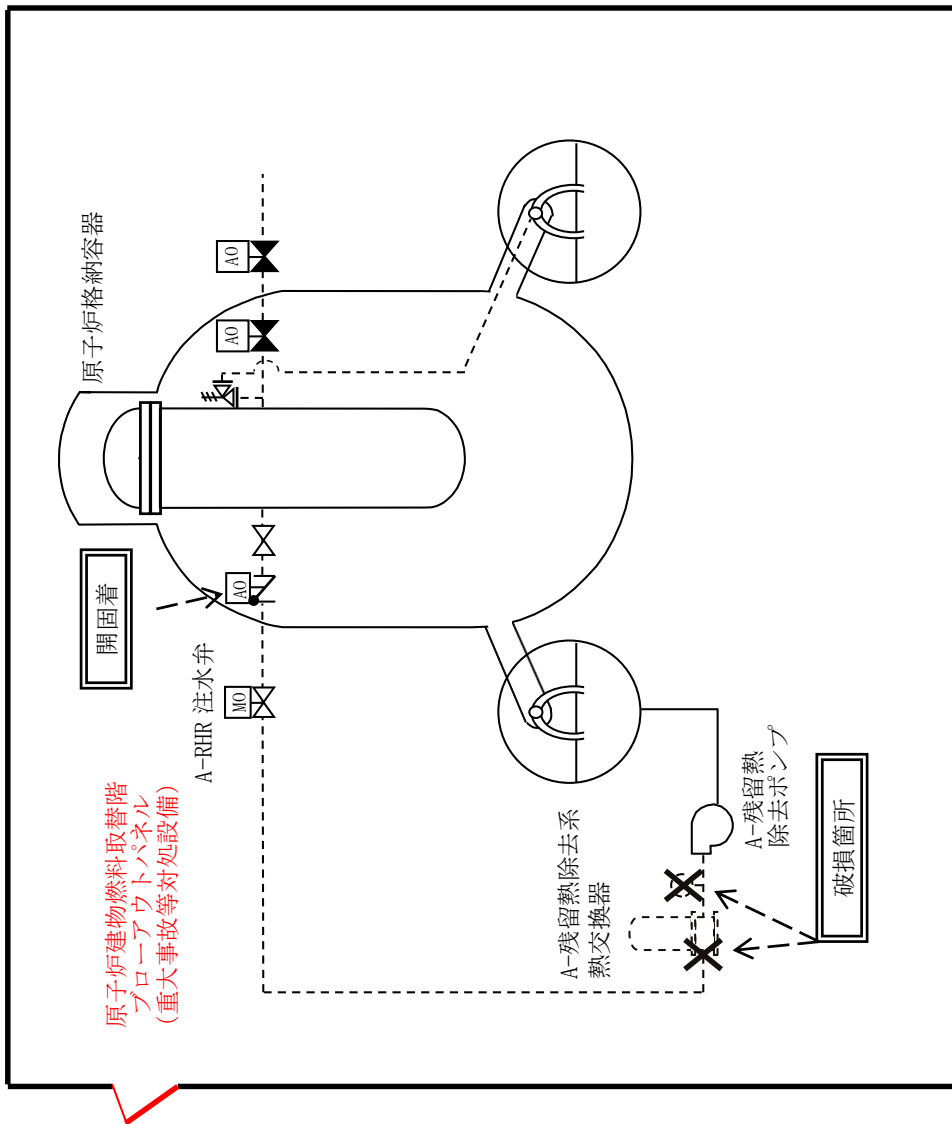 原子炉建物燃料取替階
ブローアウトパネル
(重大事故等対処設備)
A-RHR 注水弁
MO
開固着
AO
原子炉格納容器
AO
AO
A-残留熱除去系
熱交換器
A-残留熱
除去ポンプ
破損箇所